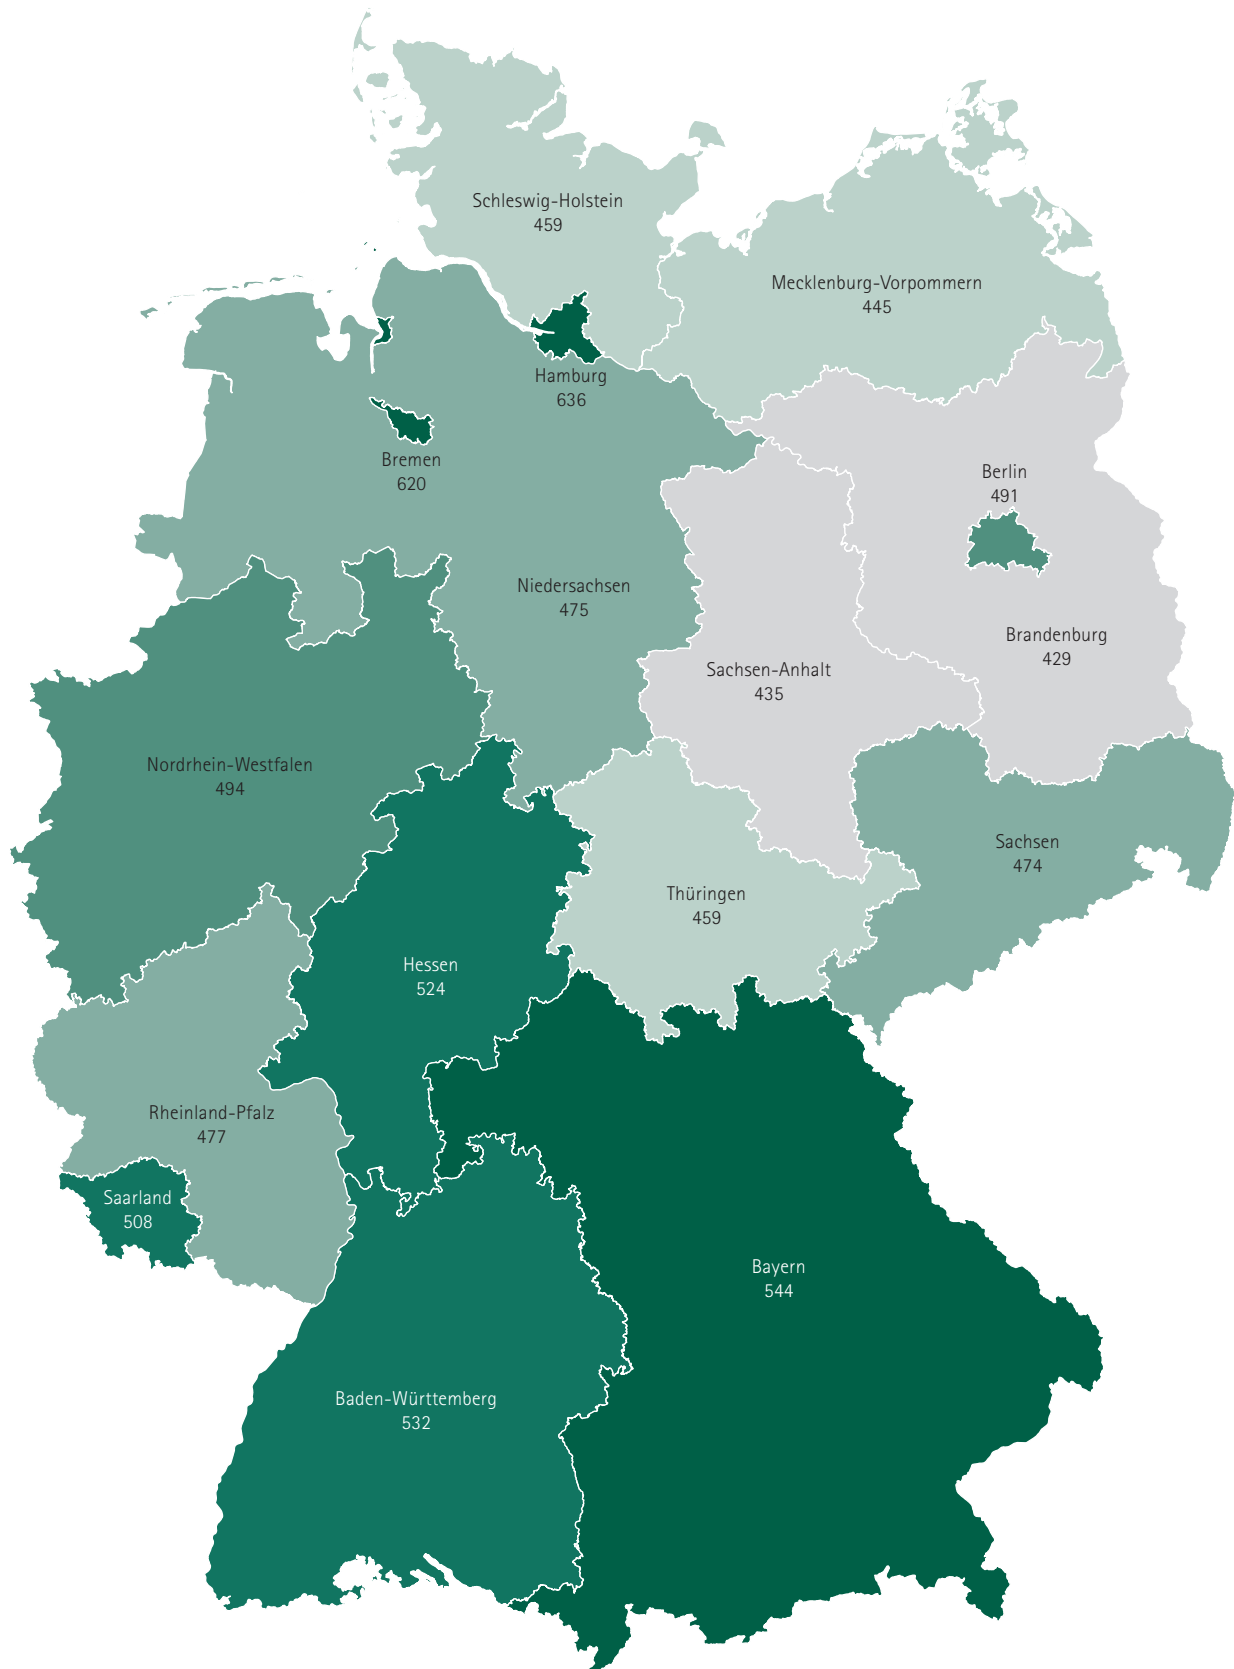 Schleswig-Holstein
459
Mecklenburg-Vorpommern
445
Hamburg
636
Bremen
620
Berlin
491
Niedersachsen
475
Brandenburg
429
Sachsen-Anhalt
435
Nordrhein-Westfalen
494
Sachsen
474
Thüringen
459
Hessen
524
Rheinland-Pfalz
477
Saarland
508
Bayern
544
Baden-Württemberg
532